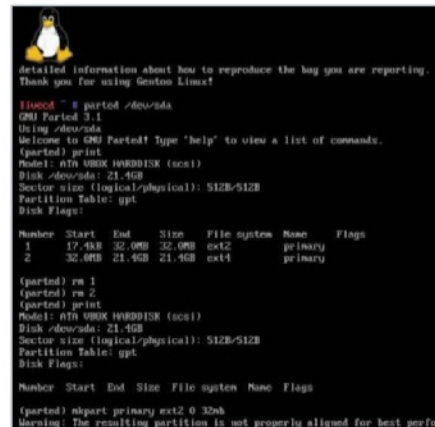 detailed information about how to reproduce the bug you are reporting.
Thank you for using Gentoo Linux!
livecd ~ # parted /dev/sda
GNU Parted 3.1
Using /dev/sda
Welcome to GNU Parted! Type 'help' to view a list of commands.
(parted) print
Model: ATA VBOX HARDDISK (scsi)
Disk /dev/sda: 21.4GB
Sector size (logical/physical): 512B/512B
Partition Table: gpt
Disk Flags:
Number Start End Size File system Name Flags
1 17.4kB 32.0MB 32.0MB ext2 primary
2 32.0MB 21.4GB 21.4GB ext4 primary
(parted) rm 1
(parted) rm 2
(parted) print
Model: ATA VBOX HARDDISK (scsi)
Disk /dev/sda: 21.4GB
Sector size (logical/physical): 512B/512B
Partition Table: gpt
Disk Flags:
Number Start End Size File system Name Flags
(parted) mkpart primary ext2 0 32mb
Warning: The resulting partition is not properly aligned for best perfo